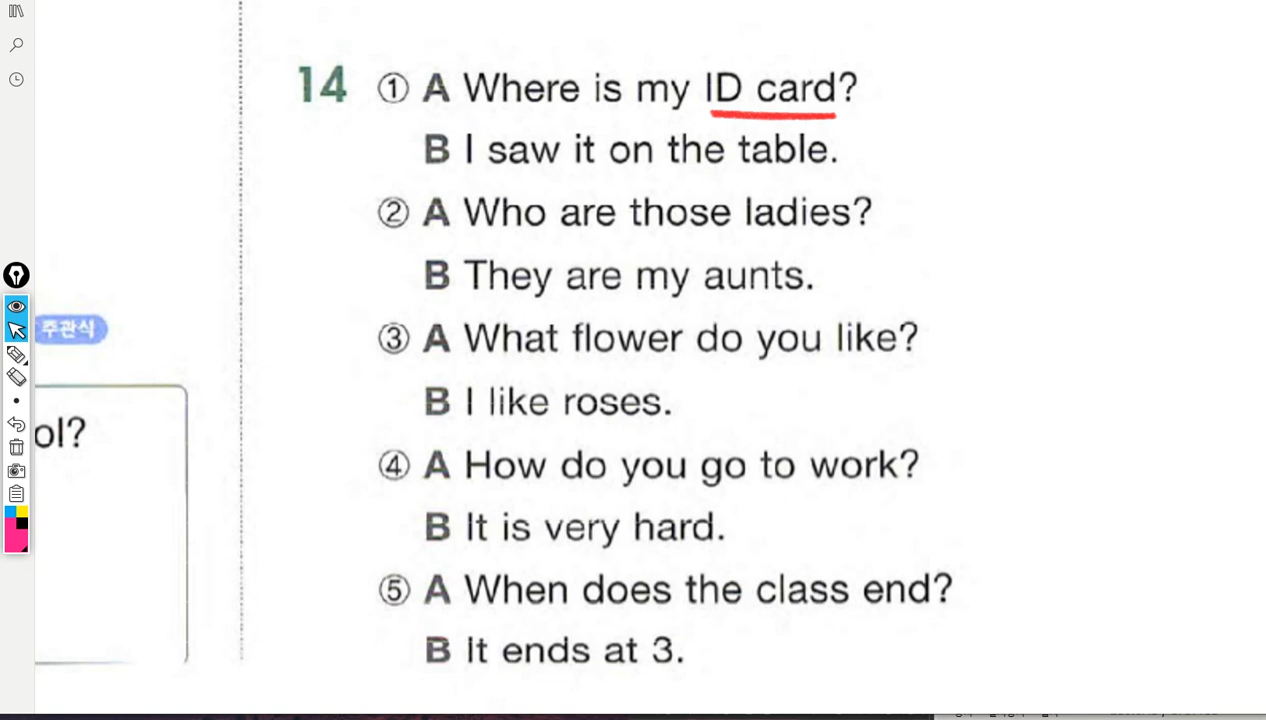 14 ① A Where is my ID card?
B I saw it on the table.
② A Who are those ladies?
B They are my aunts.
③ A What flower do you like?
B I like roses.
④ A How do you go to work?
B It is very hard.
⑤ A When does the class end?
B It ends at 3.
주관식
ol?